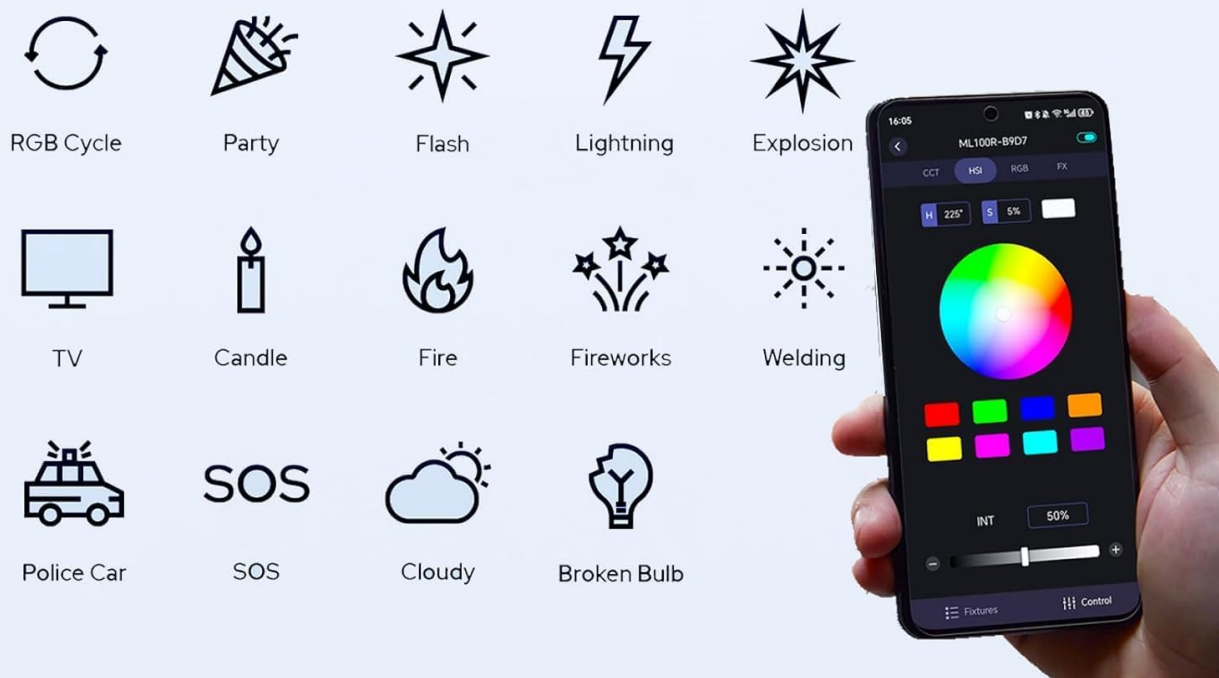 RGB Cycle
Party
Flash
Lightning
Explosion
TV
Candle
Fire
Fireworks
Welding
Police Car
SOS
SOS
Cloudy
Broken Bulb
16:05
ML100R-B9D7
CCT HSI RGB FX
H 225° S 5%
INT 50%
Fixtures Control